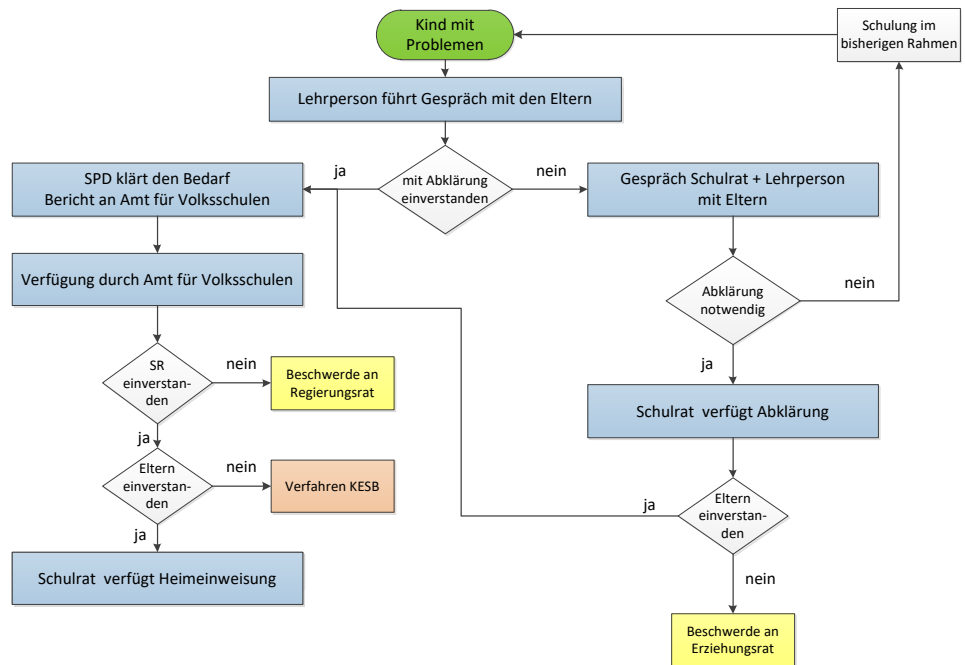 Kind mit
Problemen
Schulung im
bisherigen Rahmen
Lehrperson führt Gespräch mit den Eltern
ja
mit Abklärung
einverstanden
nein
SPD klärt den Bedarf
Bericht an Amt für Volksschulen
Gespräch Schulrat + Lehrperson
mit Eltern
Verfügung durch Amt für Volksschulen
Abklärung
notwendig
nein
ja
SR
einverstan-
den
nein
Beschwerde an
Regierungsrat
Schulrat verfügt Abklärung
ja
Eltern
einverstan-
den
nein
Verfahren KESB
ja
Eltern
einverstan-
den
ja
nein
Schulrat verfügt Heimeinweisung
Beschwerde an
Erziehungsrat